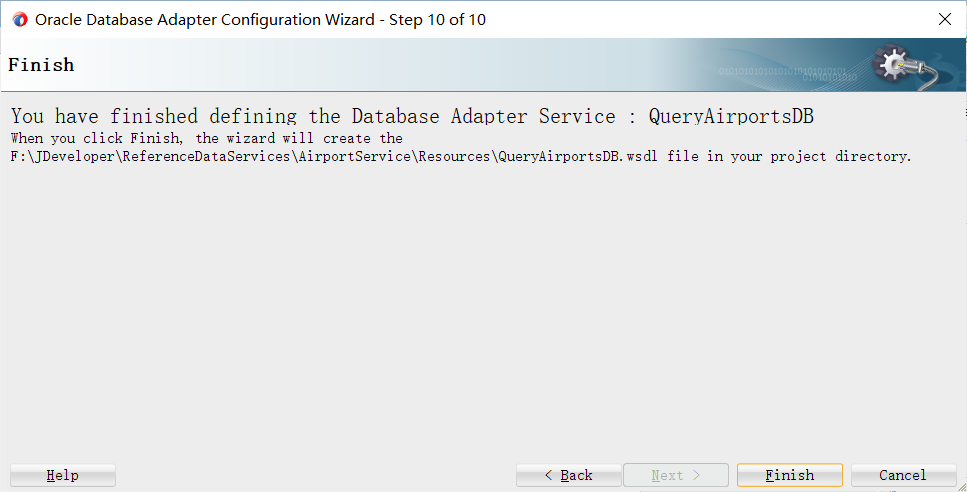 Oracle Database Adapter Configuration Wizard - Step 10 of 10
Finish
0101010101010101010101010101
01010101010
You have finished defining the Database Adapter Service : QueryAirportsDB
When you click Finish, the wizard will create the
F:\JDeveloper\ReferenceDataServices\AirportService\Resources\QueryAirportsDB.wsdl file in your project directory.
Help
< Back
Next >
Finish
Cancel